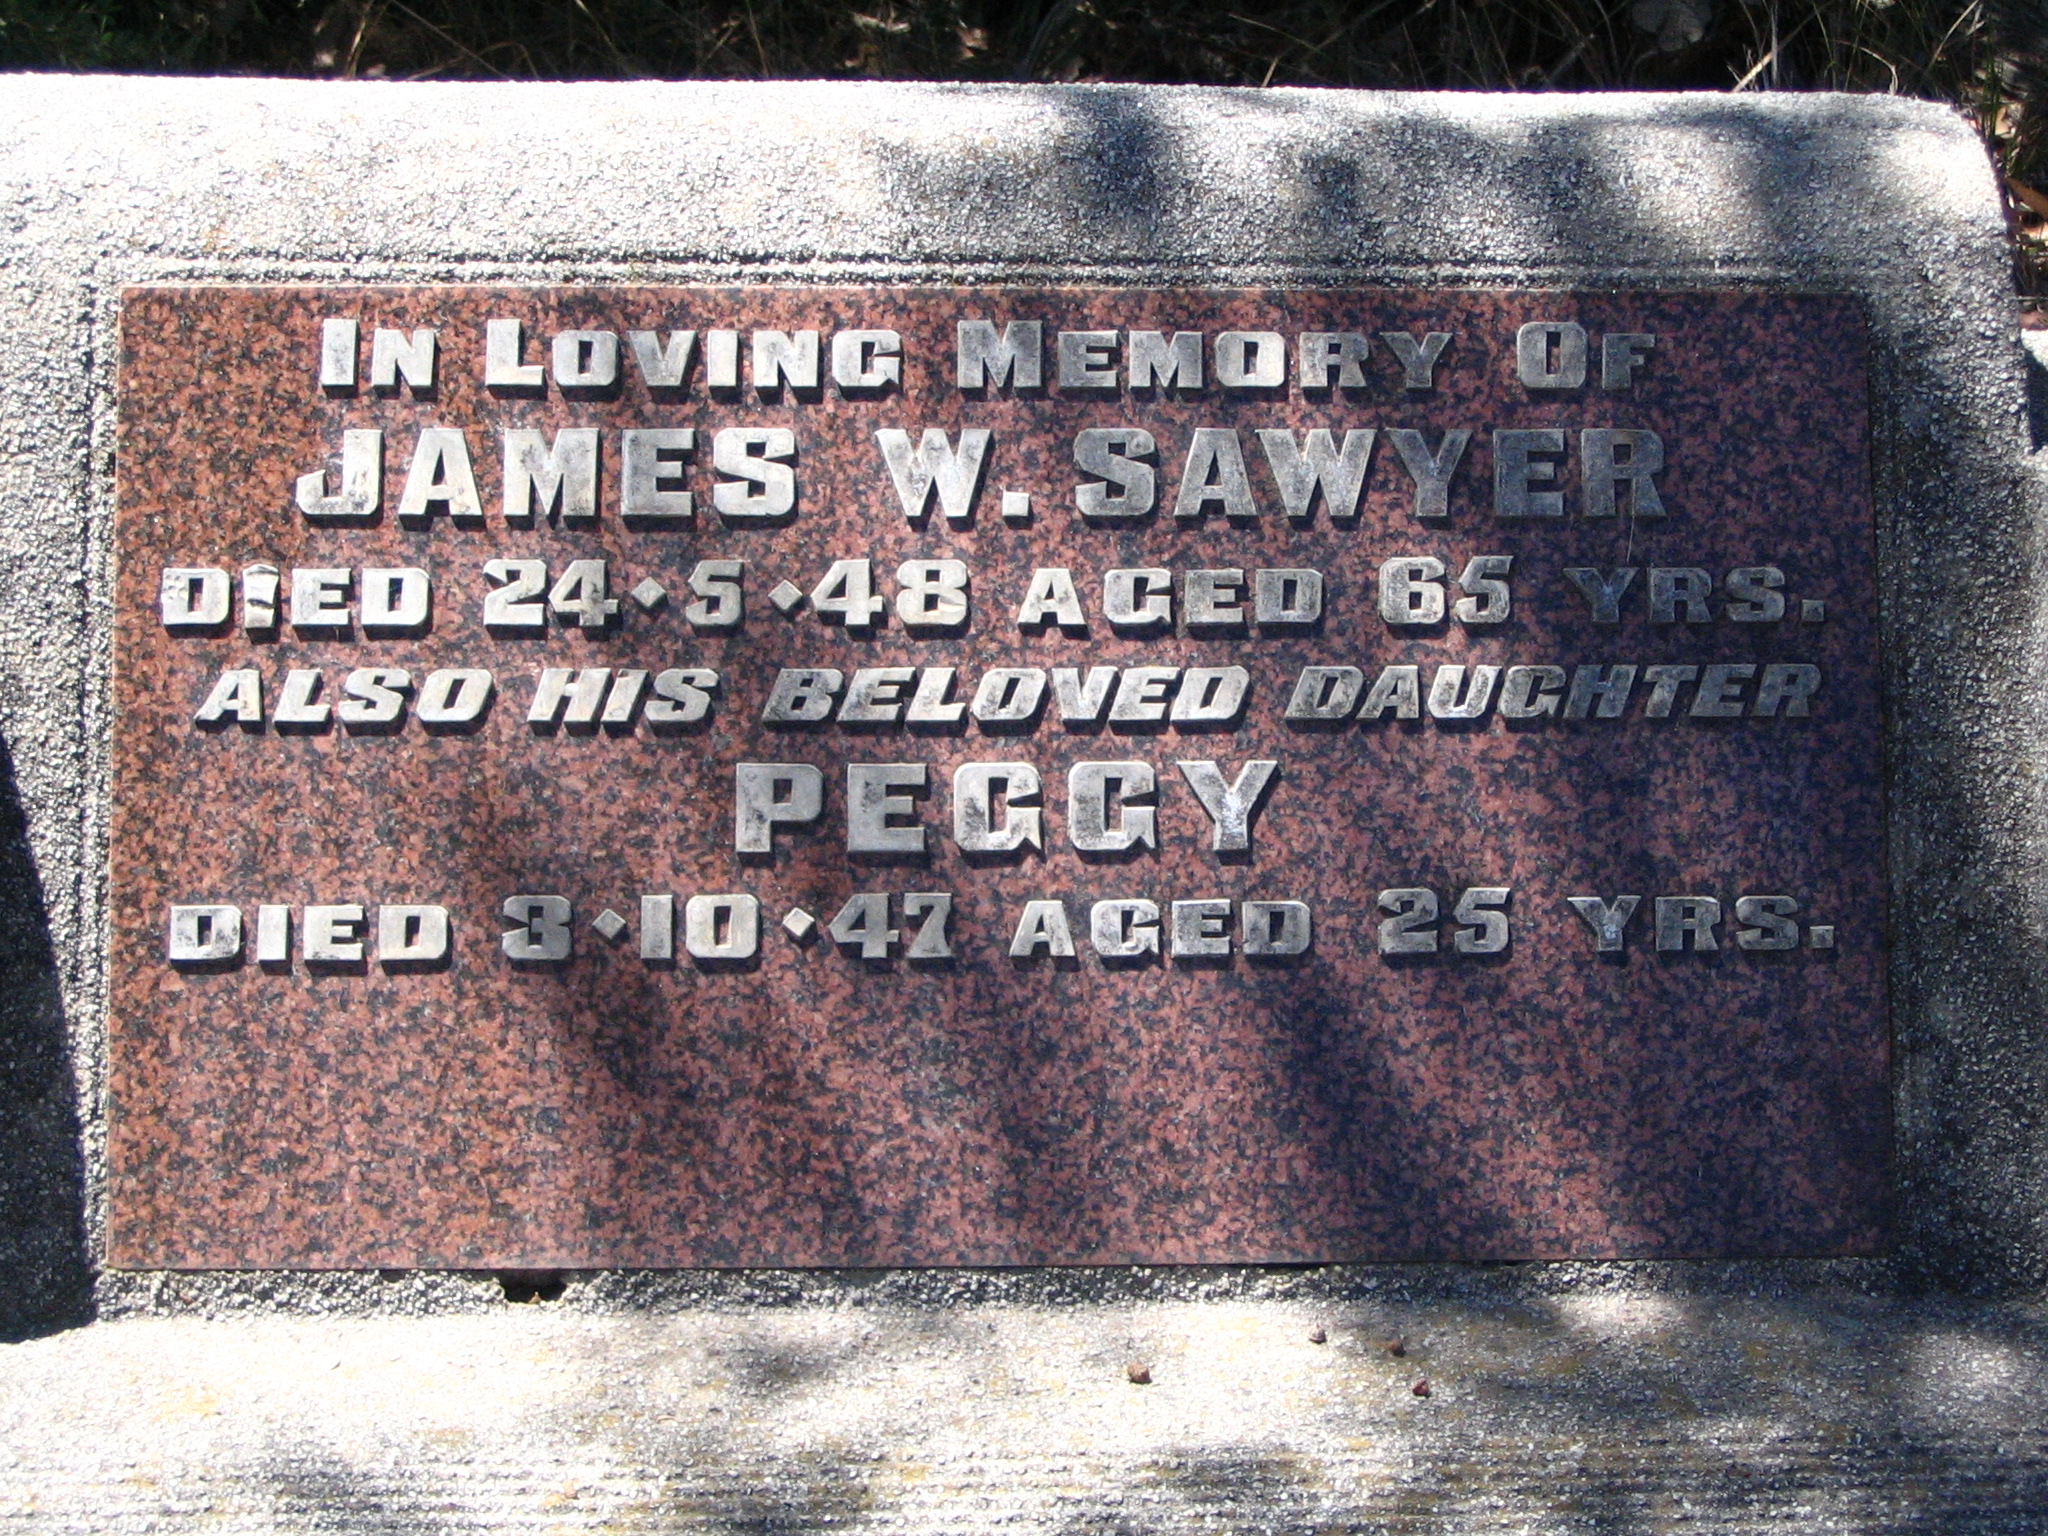 IN LOVING MEMORY OF
JAMES W. SAWYER
DIED 24·5·48 AGED 65 YRS.
ALSO HIS BELOVED DAUGHTER
PEGGY
DIED 3·10·47 AGED 25 YRS.